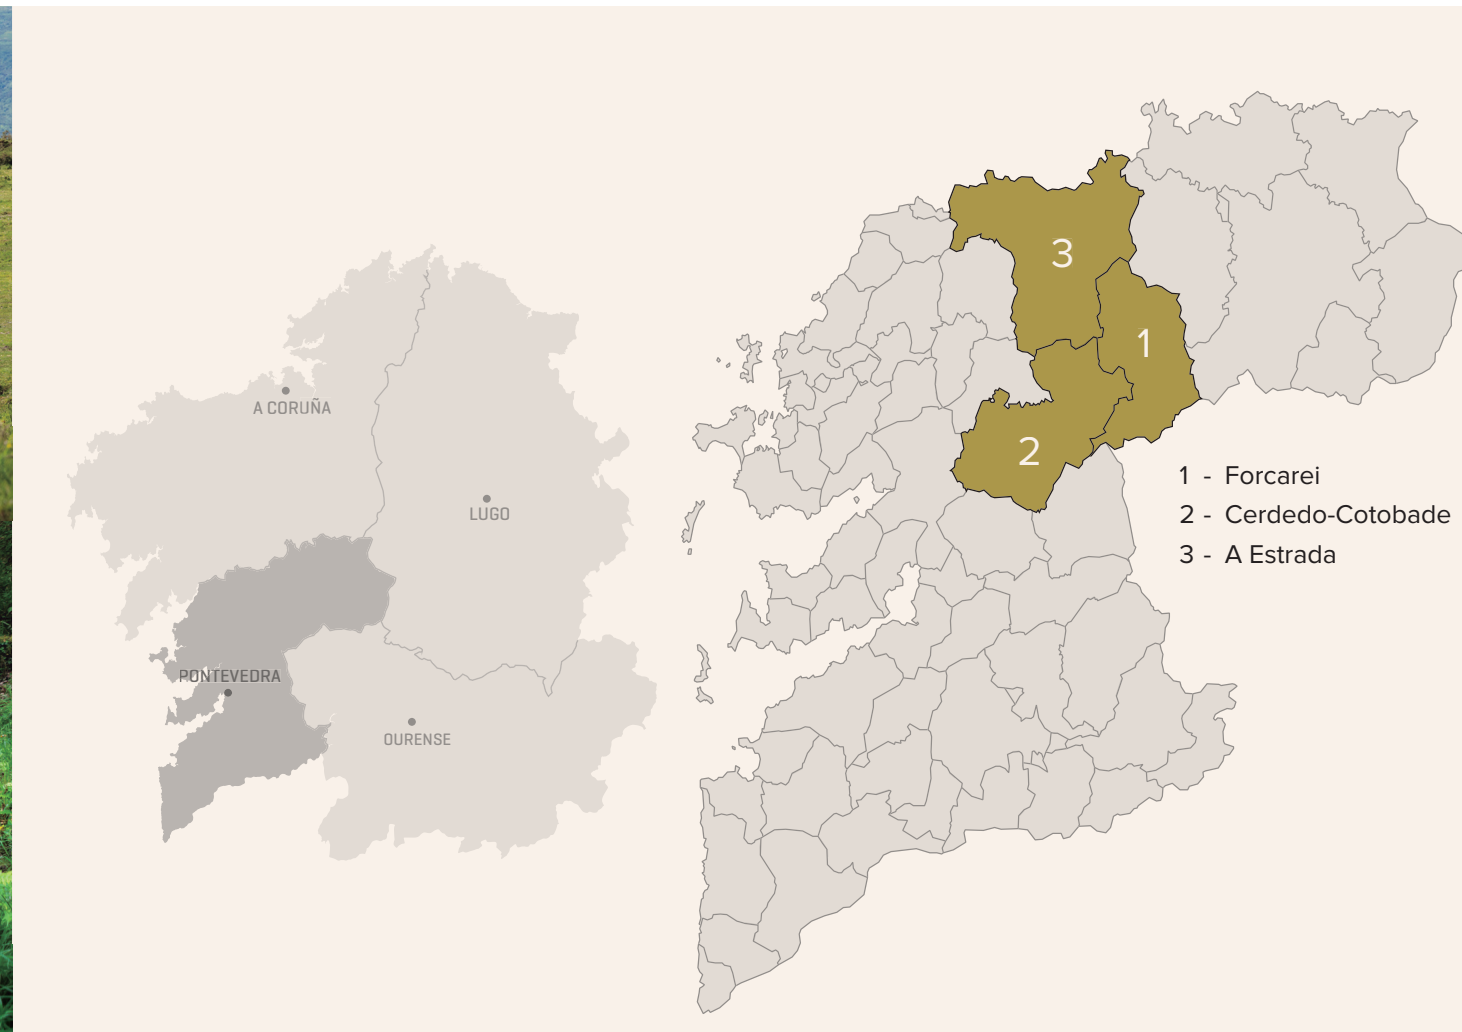 A CORUÑA
LUGO
PONTEVEDRA
OURENSE
3
1
2
1 - Forcarei
2 - Cerdedo-Cotobade
3 - A Estrada